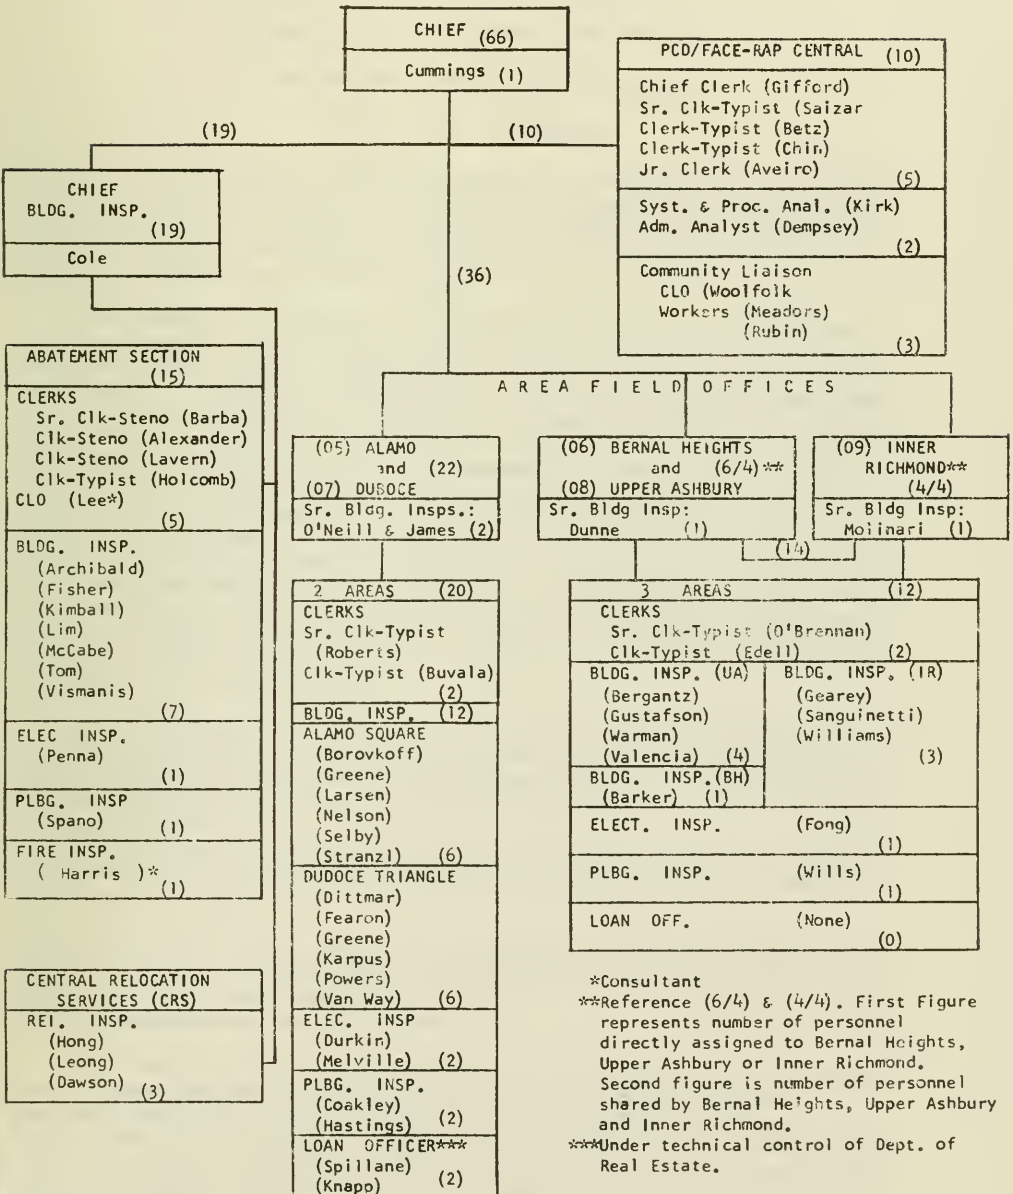 CHIEF (66)
Cummings (1)
PCD/FACE-RAP CENTRAL (10)
Chief Clerk (Gifford)
Sr. Clk-Typist (Saizar
Clerk-Typist (Betz)
Clerk-Typist (Chin)
Jr. Clerk (Aveiro)
(5)
Syst. & Proc. Anal. (Kirk)
Adm. Analyst (Dempsey)
(2)
Community Liaison
CLO (Woolfolk
Workers (Meadors)
(Rubin)
(3)
(19)
(10)
(36)
CHIEF
BLDG. INSP.
(19)
Cole
ABATEMENT SECTION
(15)
CLERKS
Sr. Clk-Steno (Barba)
Clk-Steno (Alexander)
Clk-Steno (Lavern)
Clk-Typist (Holcomb)
CLO (Lee*)
(5)
BLDG. INSP.
(Archibald)
(Fisher)
(Kimball)
(Lim)
(McCabe)
(Tom)
(Vismanis)
(7)
ELEC INSP.
(Penna)
(1)
PLBG. INSP
(Spano)
(1)
FIRE INSP.
( Harris )*
(1)
CENTRAL RELOCATION
SERVICES (CRS)
REI. INSP.
(Hong)
(Leong)
(Dawson)
(3)
AREA FIELD OFFICES
(05) ALAMO
and (22)
(07) DUBOCE
Sr. Bldg. Insps.:
O'Neill & James (2)
2 AREAS (20)
CLERKS
Sr. Clk-Typist
(Roberts)
Clk-Typist (Buvala)
(2)
BLDG. INSP. (12)
ALAMO SQUARE
(Borovkoff)
(Greene)
(Larsen)
(Nelson)
(Selby)
(Stranzl) (6)
DUDOCE TRIANGLE
(Dittmar)
(Fearon)
(Greene)
(Karpus)
(Powers)
(Van Way) (6)
ELEC. INSP
(Durkin)
(Melville) (2)
PLBG. INSP.
(Coakley)
(Hastings) (2)
LOAN OFFICER***
(Spillane)
(Knapp) (2)
(06) BERNAL HEIGHTS
and (6/4)**
(08) UPPER ASHBURY
Sr. Bldg Insp:
Dunne (1)
(09) INNER
RICHMOND**
(4/4)
Sr. Bldg Insp:
Molinari (1)
(14)
3 AREAS (12)
CLERKS
Sr. Clk-Typist (O'Brennan)
Clk-Typist (Edell) (2)
BLDG. INSP. (UA)
(Bergantz)
(Gustafson)
(Warman)
(Valencia) (4)
BLDG. INSP.(BH)
(Barker) (1)
BLDG. INSP. (IR)
(Gearey)
(Sanguinetti)
(Williams)
(3)
ELECT. INSP. (Fong)
(1)
PLBG. INSP. (Wills)
(1)
LOAN OFF. (None)
(0)
*Consultant
**Reference (6/4) & (4/4). First Figure
represents number of personnel
directly assigned to Bernal Heights,
Upper Ashbury or Inner Richmond.
Second figure is number of personnel
shared by Bernal Heights, Upper Ashbury
and Inner Richmond.
***Under technical control of Dept. of
Real Estate.